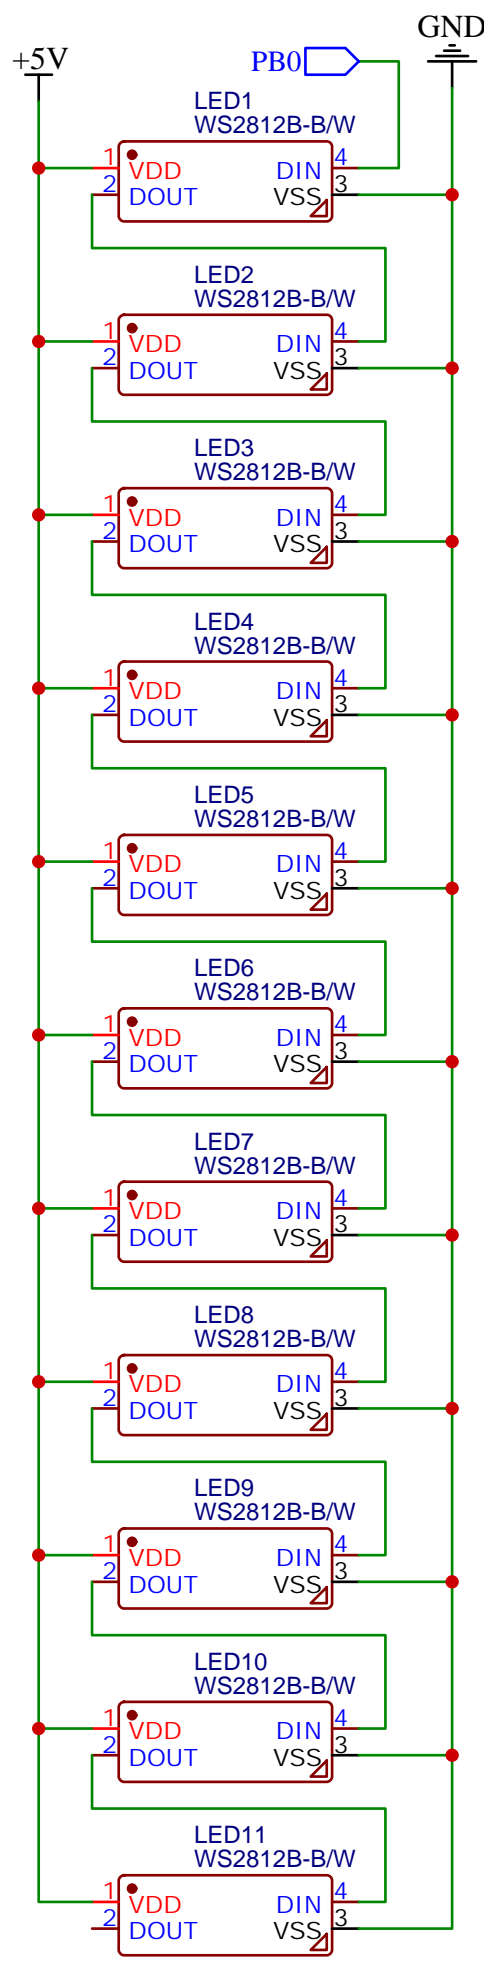 GND
+5V
PB0
LED1
WS2812B-B/W
1 VDD DIN 4
2 DOUT VSS 3
LED2
WS2812B-B/W
1 VDD DIN 4
2 DOUT VSS 3
LED3
WS2812B-B/W
1 VDD DIN 4
2 DOUT VSS 3
LED4
WS2812B-B/W
1 VDD DIN 4
2 DOUT VSS 3
LED5
WS2812B-B/W
1 VDD DIN 4
2 DOUT VSS 3
LED6
WS2812B-B/W
1 VDD DIN 4
2 DOUT VSS 3
LED7
WS2812B-B/W
1 VDD DIN 4
2 DOUT VSS 3
LED8
WS2812B-B/W
1 VDD DIN 4
2 DOUT VSS 3
LED9
WS2812B-B/W
1 VDD DIN 4
2 DOUT VSS 3
LED10
WS2812B-B/W
1 VDD DIN 4
2 DOUT VSS 3
LED11
WS2812B-B/W
1 VDD DIN 4
2 DOUT VSS 3